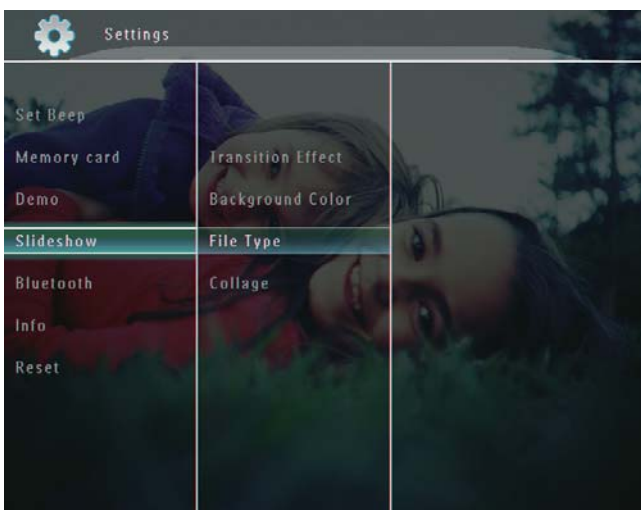 Settings
Set Beep
Memory card
Demo
Slideshow
Bluetooth
Info
Reset
Transition Effect
Background Color
File Type
Collage